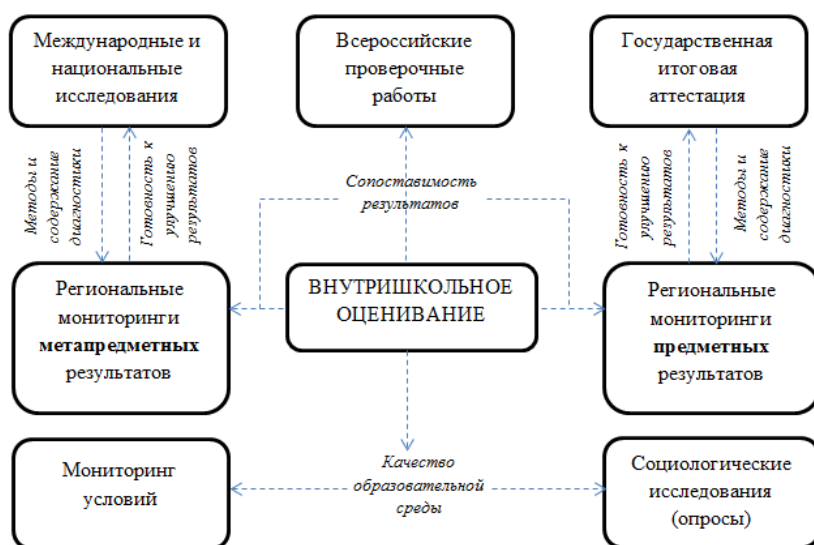 Международные и
национальные
исследования
Всероссийские
проверочные
работы
Государственная
итоговая
аттестация
Методы и
содержание
диагностики
Готовность к
улучшению
результатов
Сопоставимость
результатов
Готовность к
улучшению
результатов
Методы и
содержание
диагностики
Региональные
мониторинги
метапредметных
результатов
ВНУТРИШКОЛЬНОЕ
ОЦЕНИВАНИЕ
Региональные
мониторинги
предметных
результатов
Мониторинг
условий
Качество
образовательной
среды
Социологические
исследования
(опросы)